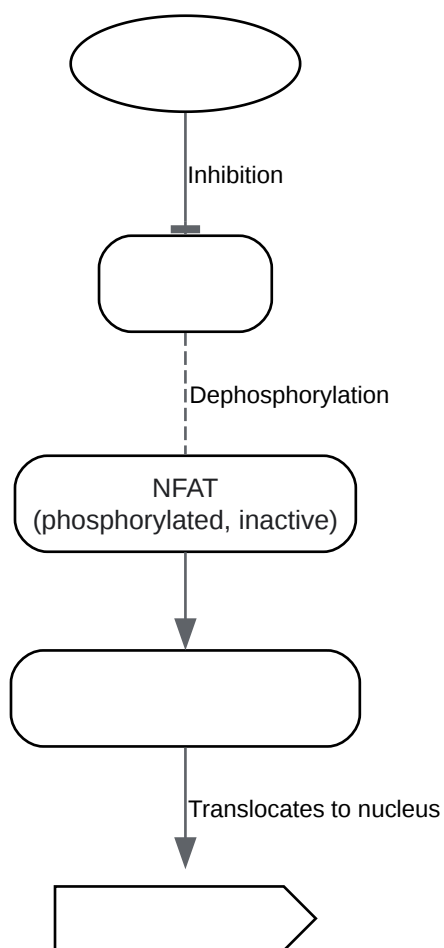 Inhibition
Dephosphorylation
NFAT
(phosphorylated, inactive)
Translocates to nucleus